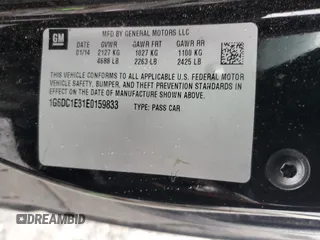 GM
MFG BY GENERAL MOTORS LLC
DATE GVWR GAWR FRT GAWR RR
01/14 2127 KG 1027 KG 1100 KG
4688 LB 2263 LB 2425 LB
THIS VEHICLE CONFORMS TO ALL APPLICABLE U.S. FEDERAL MOTOR
VEHICLE SAFETY, BUMPER, AND THEFT PREVENTION STANDARDS IN
EFFECT ON THE DATE OF MANUFACTURE SHOWN ABOVE.
1G6DC1E31E0159833 TYPE: PASS CAR
DREAMBID